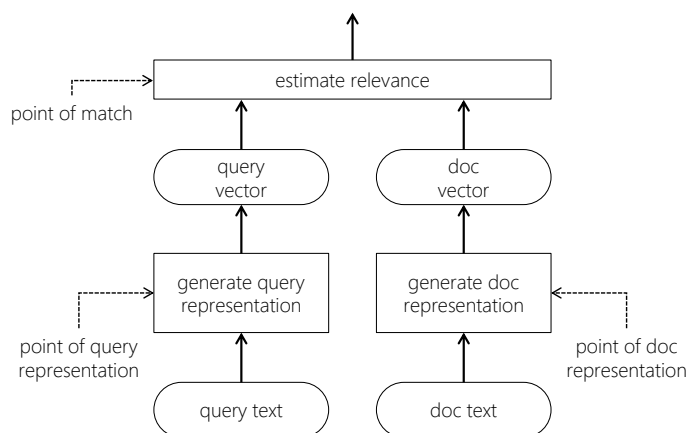 estimate relevance
point of match
query
vector
doc
vector
generate query
representation
generate doc
representation
point of query
representation
point of doc
representation
query text
doc text